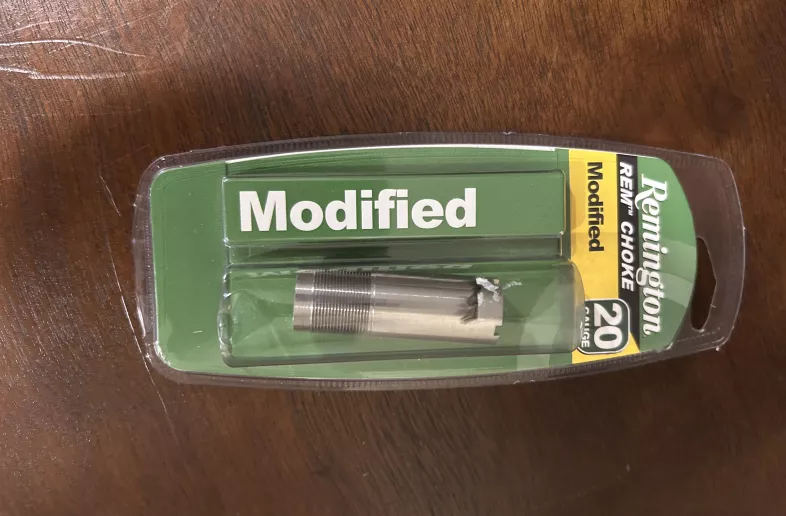 Modified
Remington
REM™ CHOKE
Modified
20
GAUGE